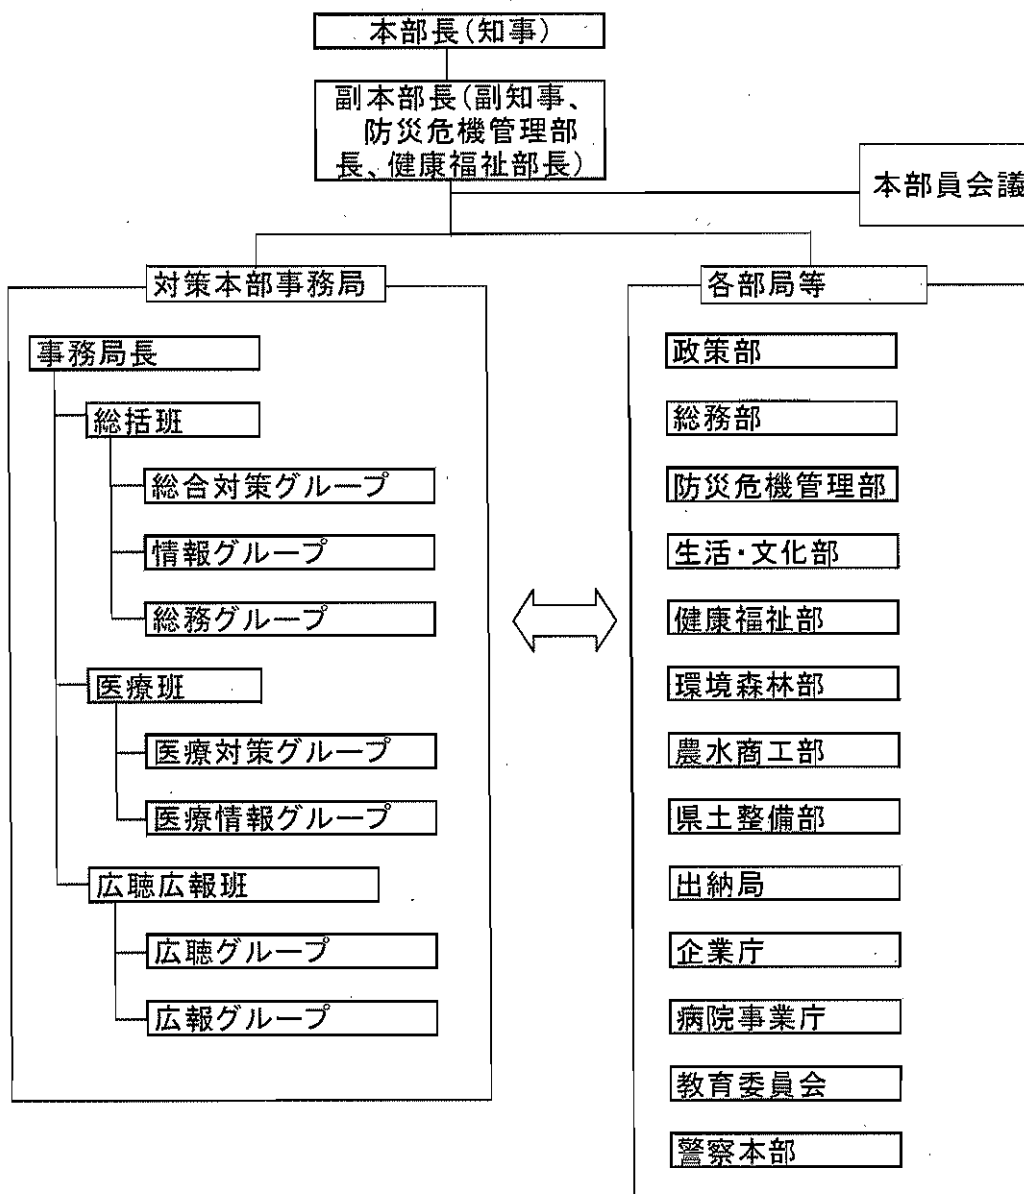 本部長(知事)
副本部長(副知事、
防災危機管理部
長、健康福祉部長)
本部員会議
対策本部事務局
事務局長
総括班
総合対策グループ
情報グループ
総務グループ
医療班
医療対策グループ
医療情報グループ
広聴広報班
広聴グループ
広報グループ
各部局等
政策部
総務部
防災危機管理部
生活・文化部
健康福祉部
環境森林部
農水商工部
県土整備部
出納局
企業庁
病院事業庁
教育委員会
警察本部